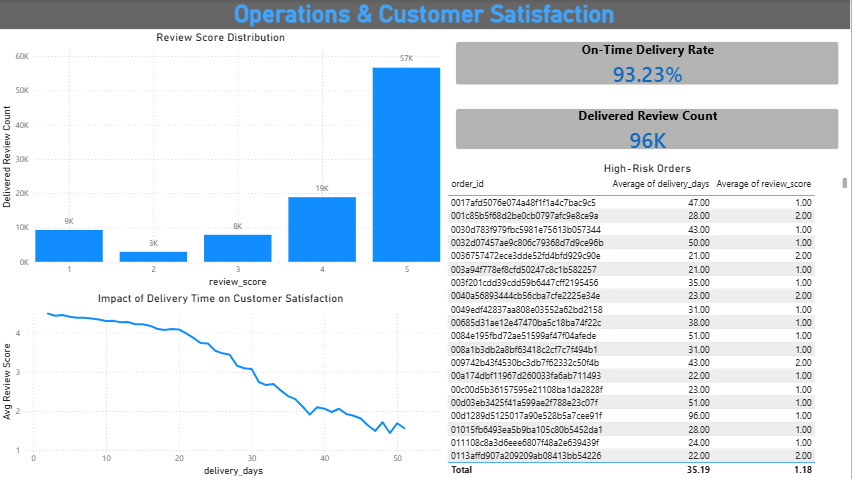 Operations & Customer Satisfaction
Review Score Distribution
Delivered Review Count
60K
50K
40K
30K
20K
10K
0K
9K
3K
8K
19K
57K
1
2
3
4
5
review_score
Impact of Delivery Time on Customer Satisfaction
Avg Review Score
4
3
2
1
0
10
20
30
40
50
delivery_days
On-Time Delivery Rate
93.23%
Delivered Review Count
96K
High-Risk Orders
order_id Average of delivery_days Average of review_score
0017afd5076e074a48f1f1a4c7bac9c5 47.00 1.00
001c85b5f68d2be0cb0797afc9e8ce9a 28.00 2.00
0030d783f979fbc5981e75613b057344 43.00 1.00
0032d07457ae9c806c79368d7d9ce96b 50.00 1.00
0036757472ece3dde52fd4bfd929c90e 21.00 2.00
003a94f778ef8cfd50247c8c1b582257 21.00 1.00
003f201cdd39cdd59b6447cff2195456 35.00 1.00
0040a56893444cb56cba7cfe2225e34e 23.00 2.00
0049edf42837aa808e03552a62bd2158 31.00 1.00
00685d31ae12e47470ba5c18ba74f22c 38.00 1.00
0084e195fbd72ae51599af47f04afede 51.00 1.00
008a1b3db2a8bf63418c2cf7c7f494b1 31.00 1.00
009742b43f4530bc3db7f62332c50f4b 43.00 2.00
00a174dbf11967d260033fa6ab711493 22.00 1.00
00c00d5b36157595e21108ba1da2828f 23.00 1.00
00d03eb3425f41a599ae2f788e23c07f 51.00 1.00
00d1289d5125017a90e528b5a7cee91f 96.00 1.00
01015fb6493ea5b9ba105c80b5452da1 28.00 1.00
011108c8a3d6eee6807f48a2e639439f 24.00 1.00
0113affd907a209209ab08413bb54226 22.00 2.00
Total 35.19 1.18